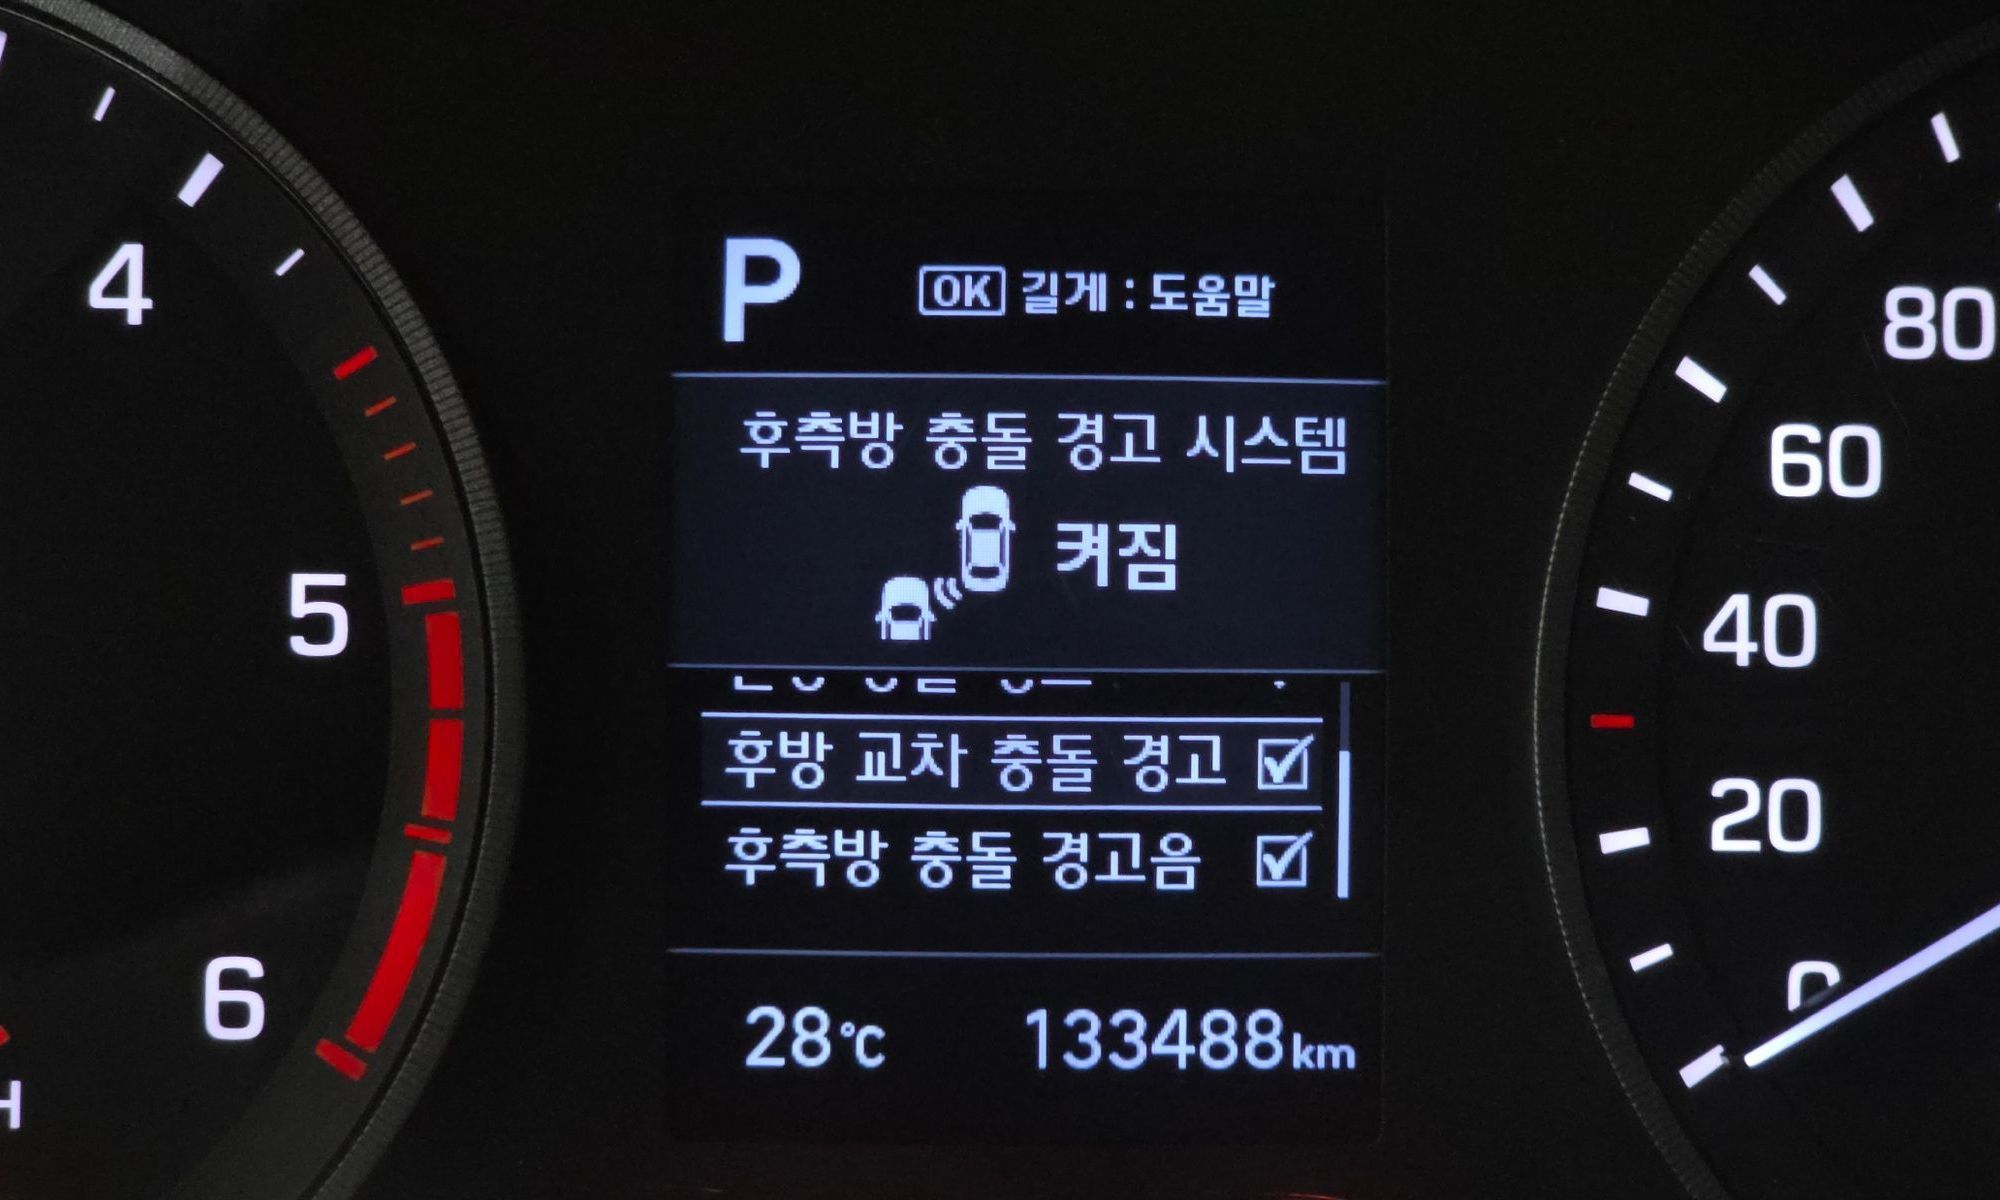 4
5
6
H
P OK 길게 : 도움말
후측방 충돌 경고 시스템
켜짐
후방 교차 충돌 경고
후측방 충돌 경고음
28℃ 133488km
80
60
40
20
0